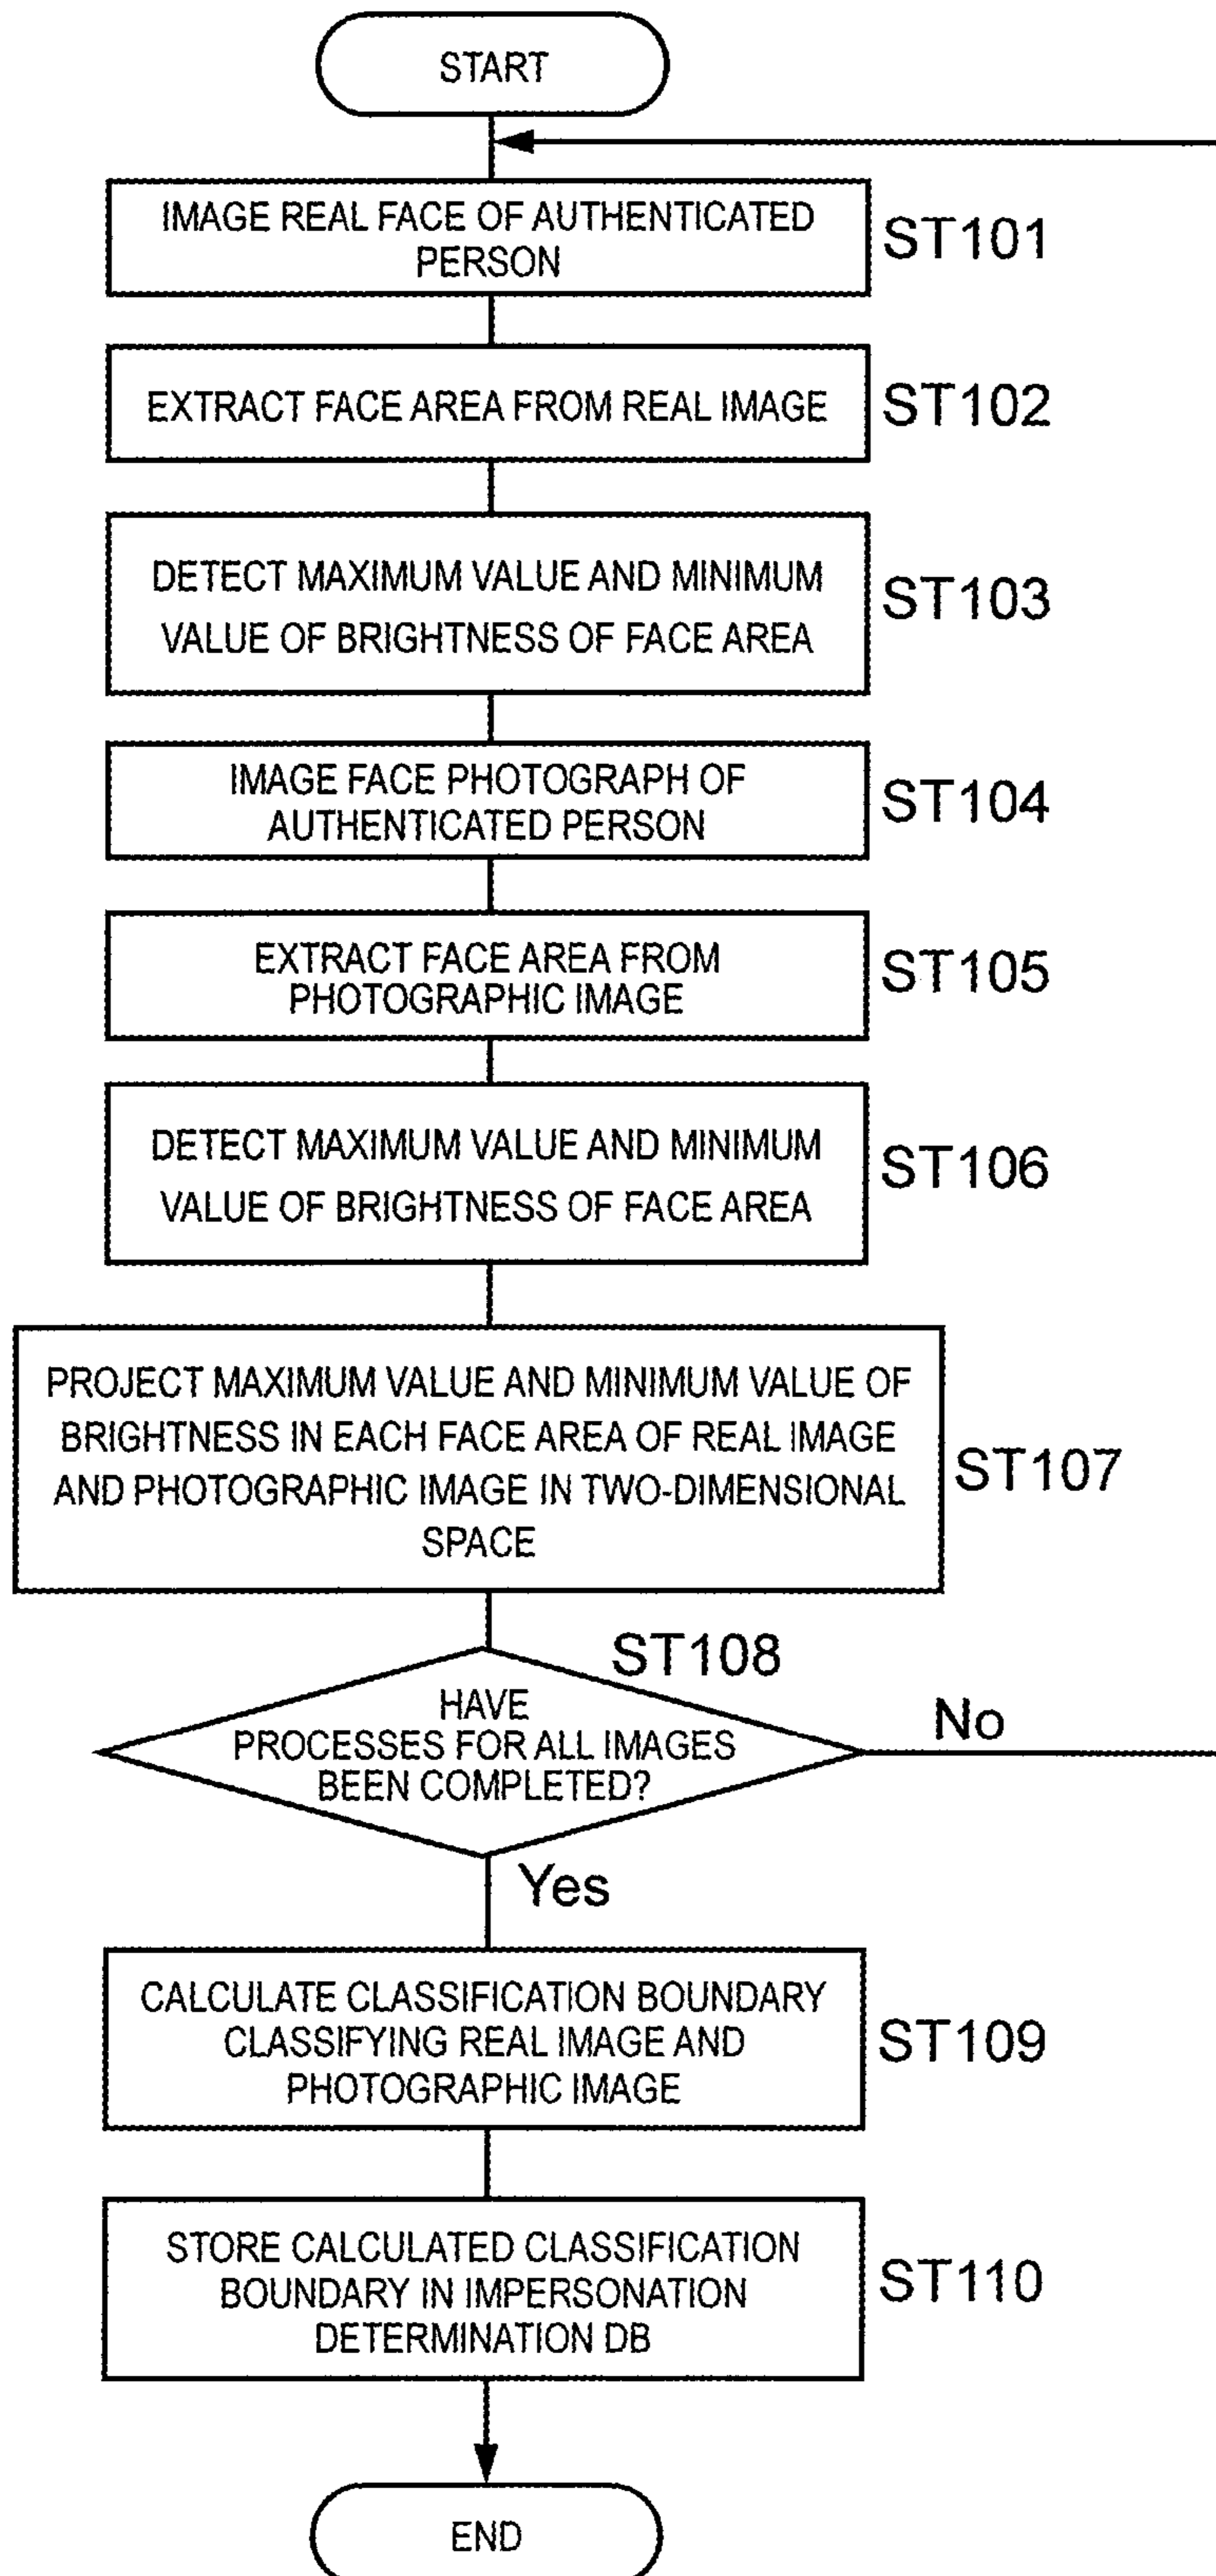 START
IMAGE REAL FACE OF AUTHENTICATED
PERSON
ST101
EXTRACT FACE AREA FROM REAL IMAGE
ST102
DETECT MAXIMUM VALUE AND MINIMUM
VALUE OF BRIGHTNESS OF FACE AREA
ST103
IMAGE FACE PHOTOGRAPH OF
AUTHENTICATED PERSON
ST104
EXTRACT FACE AREA FROM
PHOTOGRAPHIC IMAGE
ST105
DETECT MAXIMUM VALUE AND MINIMUM
VALUE OF BRIGHTNESS OF FACE AREA
ST106
PROJECT MAXIMUM VALUE AND MINIMUM VALUE OF
BRIGHTNESS IN EACH FACE AREA OF REAL IMAGE
AND PHOTOGRAPHIC IMAGE IN TWO-DIMENSIONAL
SPACE
ST107
ST108
HAVE
PROCESSES FOR ALL IMAGES
BEEN COMPLETED?
No
Yes
CALCULATE CLASSIFICATION BOUNDARY
CLASSIFYING REAL IMAGE AND
PHOTOGRAPHIC IMAGE
ST109
STORE CALCULATED CLASSIFICATION
BOUNDARY IN IMPERSONATION
DETERMINATION DB
ST110
END